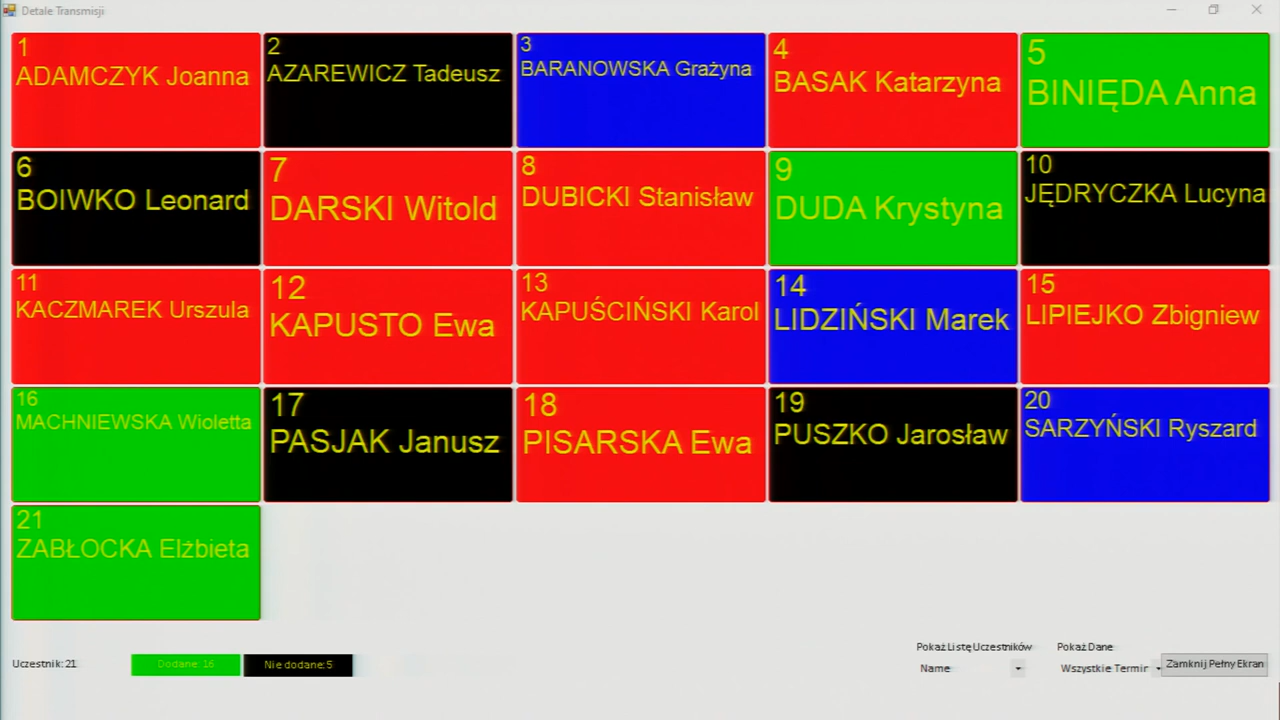 Detale Transmisji
1
ADAMCZYK Joanna
2
AZAREWICZ Tadeusz
3
BARANOWSKA Grażyna
4
BASAK Katarzyna
5
BINIĘDA Anna
6
BOIWKO Leonard
7
DARSKI Witold
8
DUBICKI Stanisław
9
DUDA Krystyna
10
JĘDRYCZKA Lucyna
11
KACZMAREK Urszula
12
KAPUSTO Ewa
13
KAPUŚCIŃSKI Karol
14
LIDZIŃSKI Marek
15
LIPIEJKO Zbigniew
16
MACHNIEWSKA Wioletta
17
PASJAK Janusz
18
PISARSKA Ewa
19
PUSZKO Jarosław
20
SARZYŃSKI Ryszard
21
ZABŁOCKA Elżbieta
Uczestnik: 21
Dodane: 16
Nie dodane: 5
Pokaż Listę Uczestników
Name
Pokaż Dane
Wszystkie Termir
Zamknij Pełny Ekran